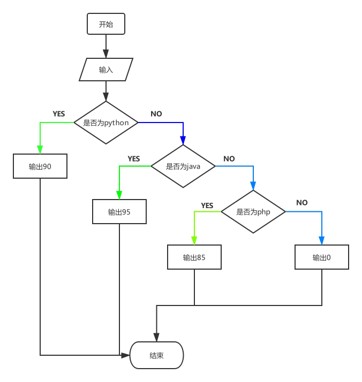 开始
输入
是否为python
YES
NO
输出90
是否为java
YES
NO
输出95
是否为php
YES
NO
输出85
输出0
结束